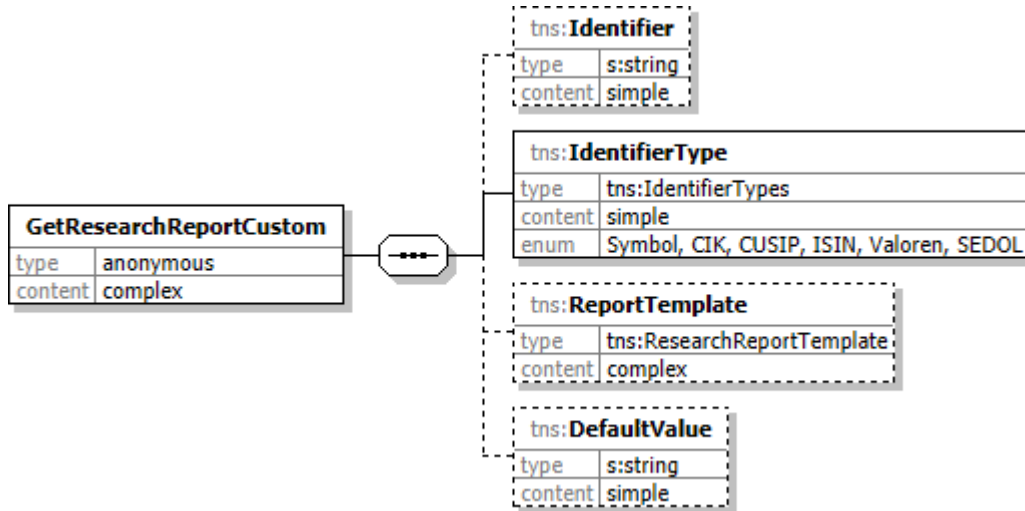 tns:Identifier
type s:string
content simple
tns:IdentifierType
type tns:IdentifierTypes
content simple
enum Symbol, CIK, CUSIP, ISIN, Valoren, SEDOL
GetResearchReportCustom
type anonymous
content complex
tns:ReportTemplate
type tns:ResearchReportTemplate
content complex
tns:DefaultValue
type s:string
content simple